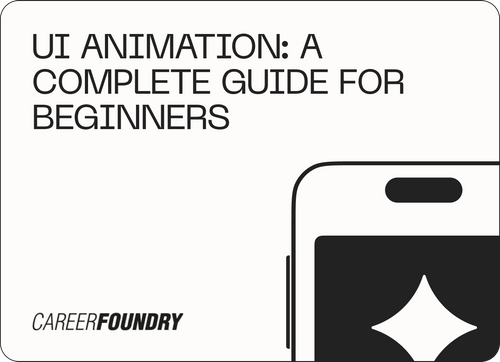 UI ANIMATION: A
COMPLETE GUIDE FOR
BEGINNERS
CAREERFOUNDRY